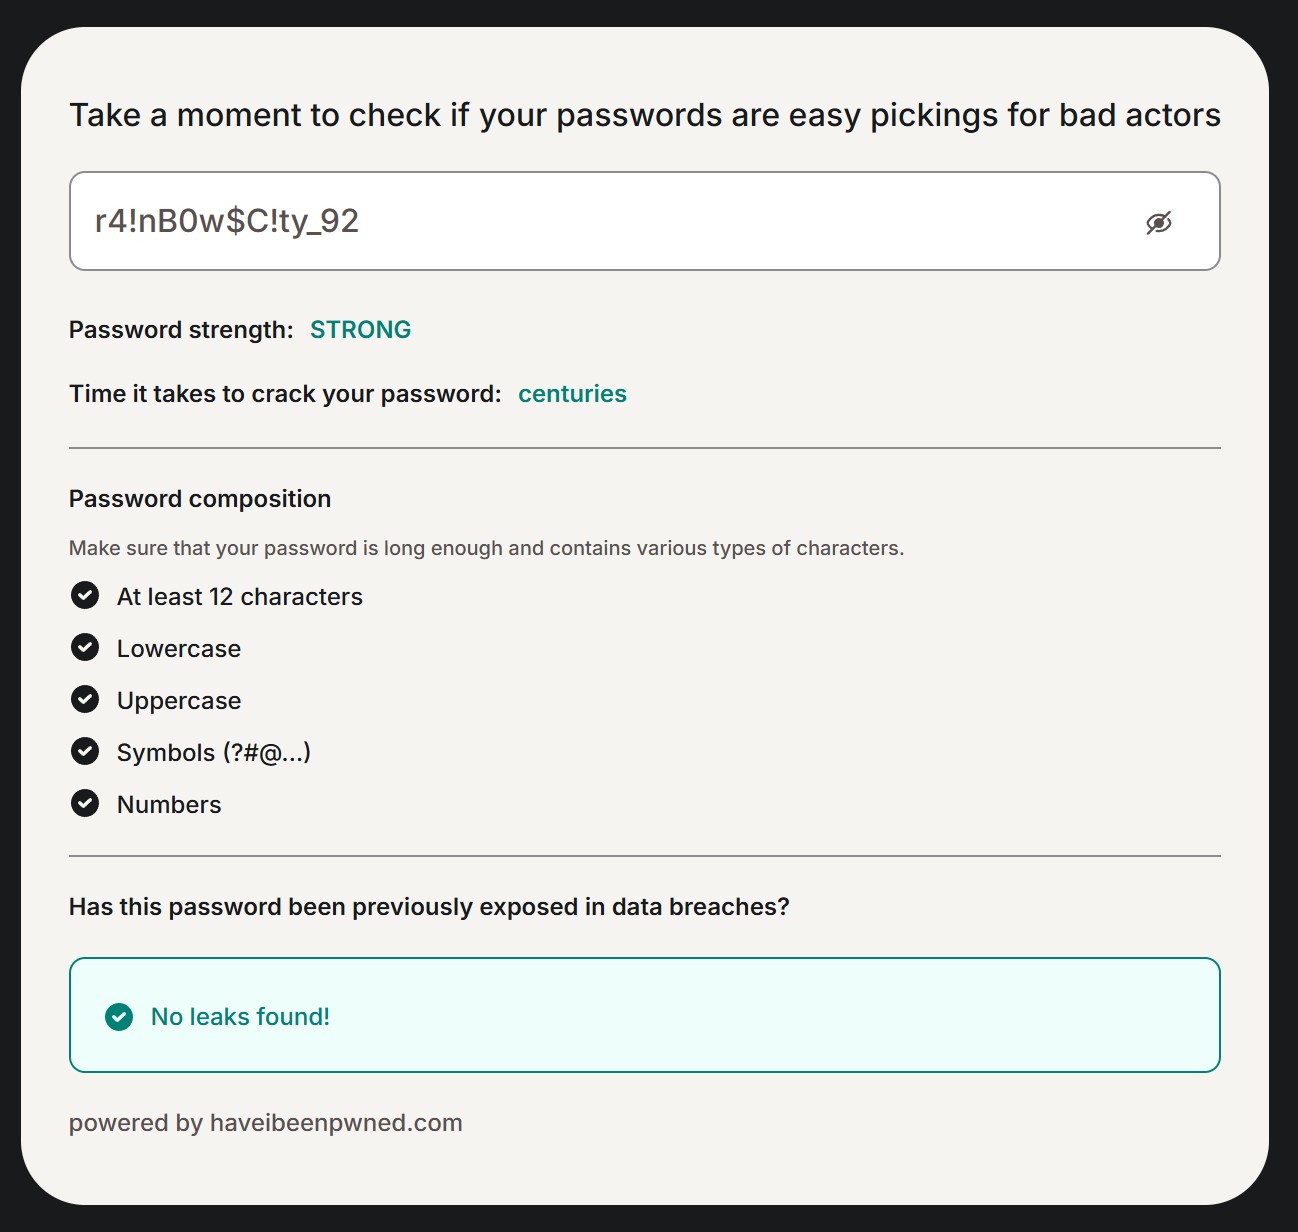 Take a moment to check if your passwords are easy pickings for bad actors
r4!nB0w$C!ty_92
Password strength: STRONG
Time it takes to crack your password: centuries
Password composition
Make sure that your password is long enough and contains various types of characters.
At least 12 characters
Lowercase
Uppercase
Symbols (?#@...)
Numbers
Has this password been previously exposed in data breaches?
No leaks found!
powered by haveibeenpwned.com